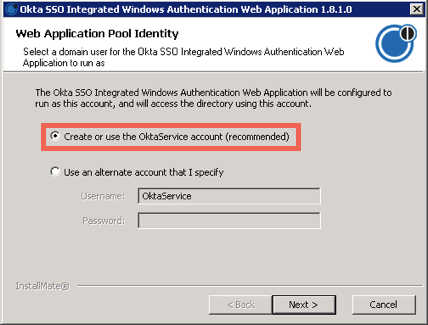 Okta SSO Integrated Windows Authentication Web Application 1.8.1.0
Web Application Pool Identity
Select a domain user for the Okta SSO Integrated Windows Authentication Web
Application to run as
The Okta SSO Integrated Windows Authentication Web Application will be configured to
run as this account, and will access the directory using this account.
Create or use the OktaService account (recommended)
Use an alternate account that I specify
Username: OktaService
Password:
InstallMate®
< Back Next > Cancel